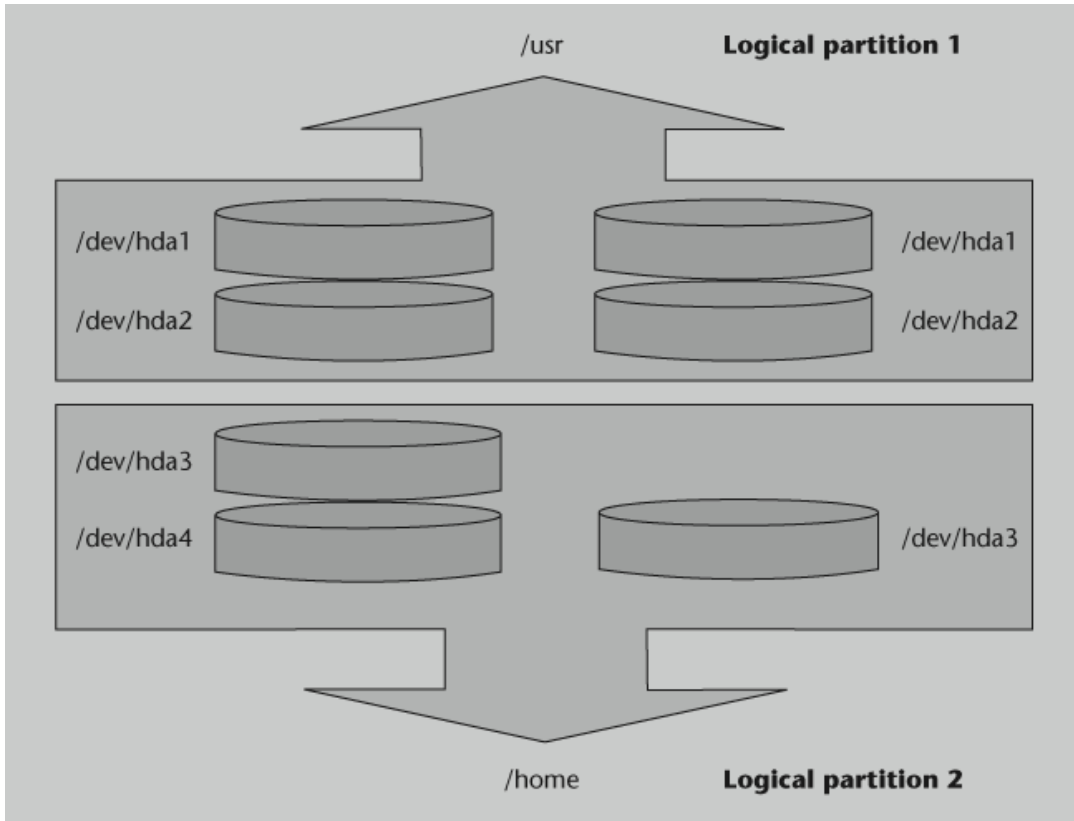 /usr
Logical partition 1
/dev/hda1
/dev/hda1
/dev/hda2
/dev/hda2
/dev/hda3
/dev/hda4
/dev/hda3
/home
Logical partition 2